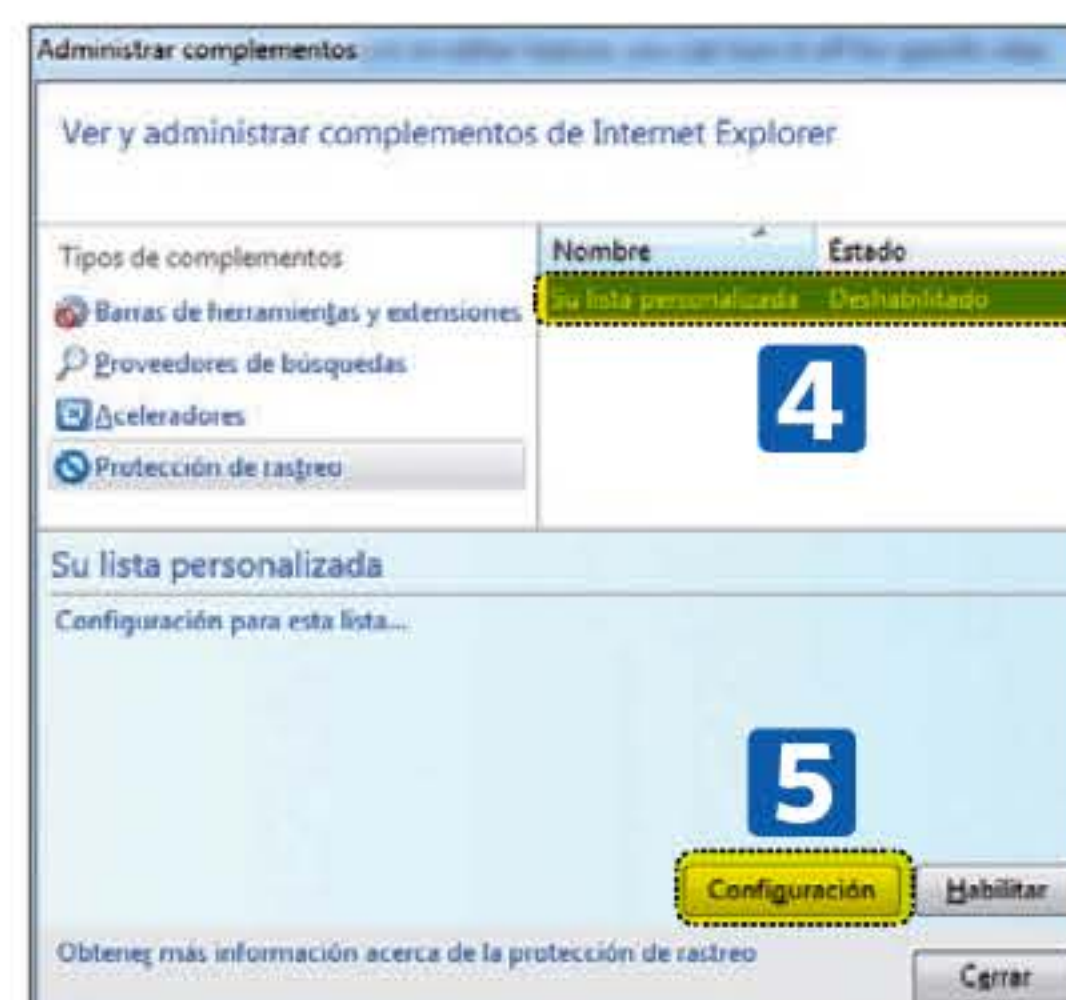 Administrar complementos
Ver y administrar complementos de Internet Explorer
Tipos de complementos
Barras de herramientas y extensiones
Proveedores de búsquedas
Aceleradores
Protección de rastreo
Nombre Estado
Su lista personalizada Deshabilitado
4
Su lista personalizada
Configuración para esta lista...
5
Configuración Habilitar
Obtener más información acerca de la protección de rastreo
Cerrar